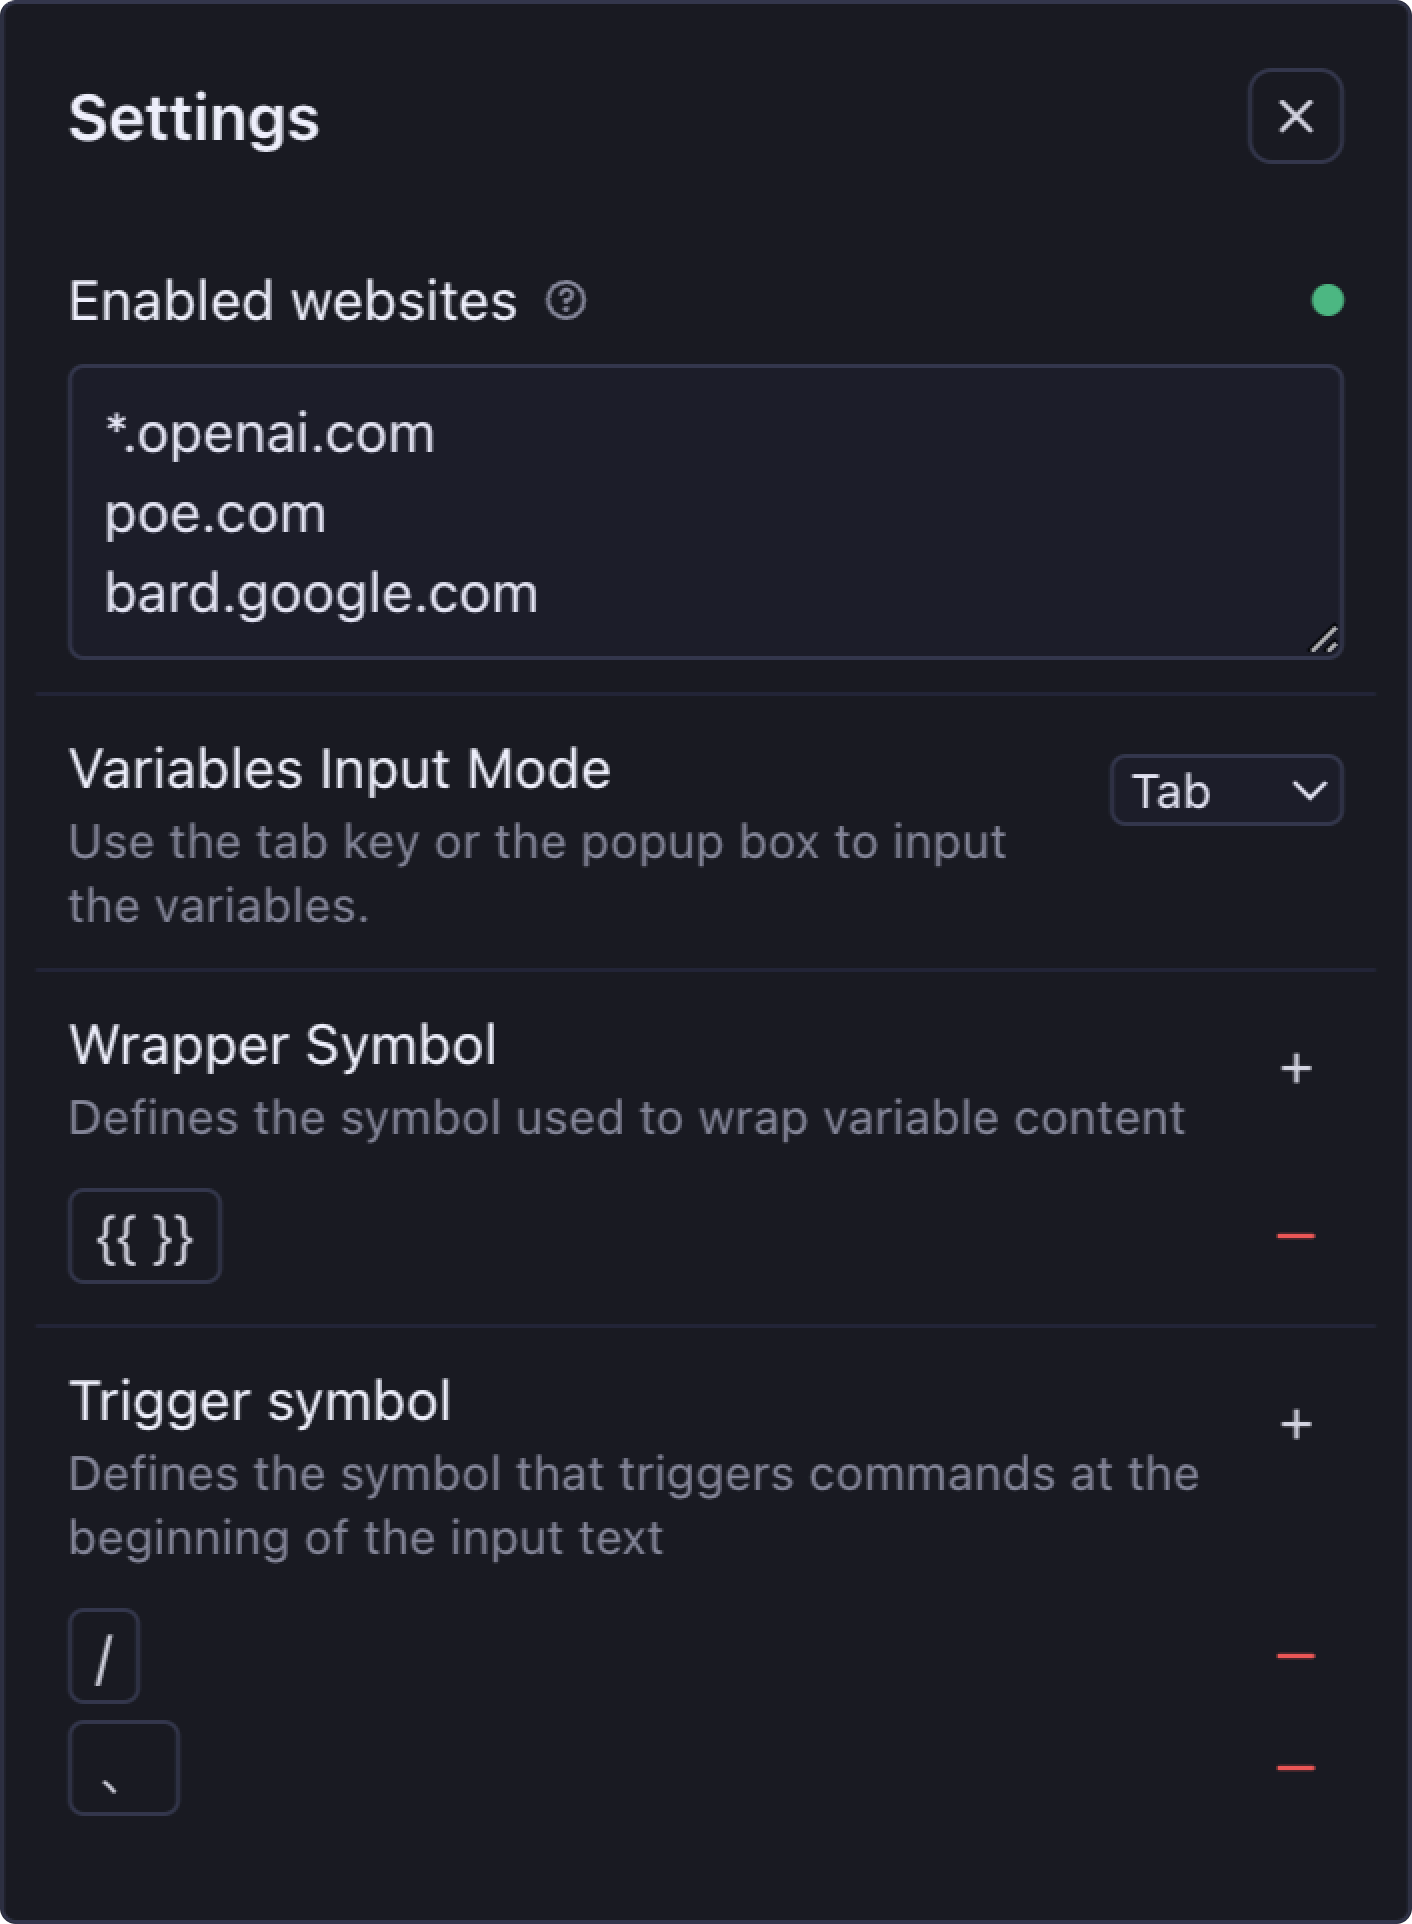 Settings
Enabled websites
*.openai.com
poe.com
bard.google.com
Variables Input Mode
Tab
Use the tab key or the popup box to input
the variables.
Wrapper Symbol
+
Defines the symbol used to wrap variable content
{{ }}
Trigger symbol
+
Defines the symbol that triggers commands at the
beginning of the input text
/
、